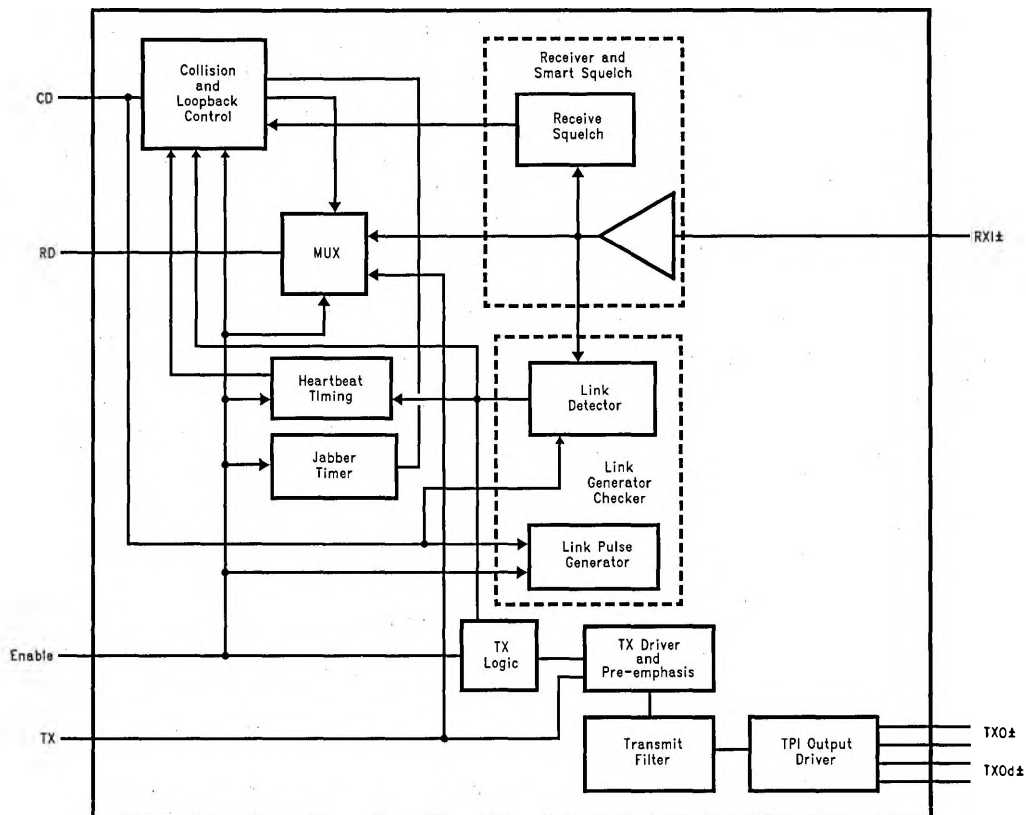 Collision
and
Loopback
Control
Receiver and
Smart Squelch
Receive
Squelch
CD
RD
MUX
RXI±
Heartbeat
Timing
Link
Detector
Jabber
Timer
Link
Generator
Checker
Link Pulse
Generator
Enable
TX
Logic
TX Driver
and
Pre-emphasis
TX
Transmit
Filter
TPI Output
Driver
TXO±
TXOd±